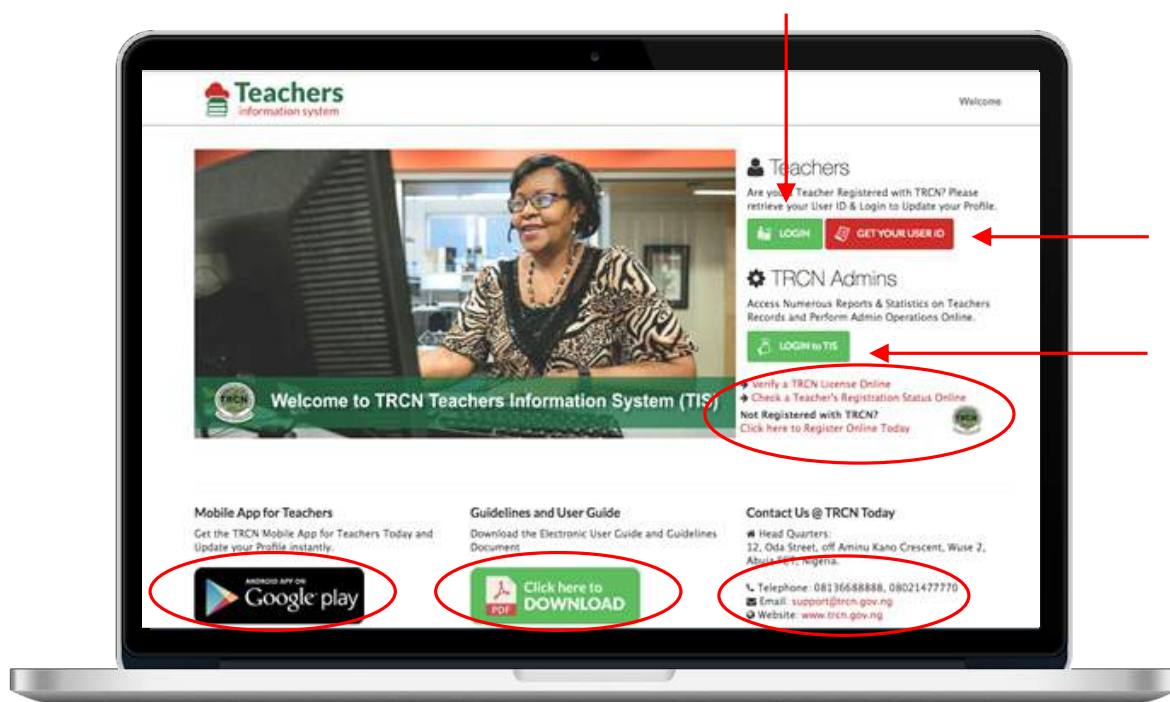 Teachers
information system
Welcome
Teachers
Are you a Teacher Registered with TRCN? Please
retrieve your User ID & Login to Update your Profile.
LOGIN
GET YOUR USER ID
TRCN Admins
Access Numerous Reports & Statistics on Teachers
Records and Perform Admin Operations Online.
LOGIN to TIS
TRCN
Welcome to TRCN Teachers Information System (TIS)
Verify a TRCN License Online
Check a Teacher's Registration Status Online
Not Registered with TRCN?
Click here to Register Online Today
TRCN
Mobile App for Teachers
Get the TRCN Mobile App for Teachers Today and
Update your Profile instantly.
ANDROID APP ON
Google play
Guidelines and User Guide
Download the Electronic User Guide and Guidelines
Document
PDF
Click here to
DOWNLOAD
Contact Us @ TRCN Today
Head Quarters:
12, Oda Street, off Aminu Kano Crescent, Wuse 2,
Abuja FCT, Nigeria.
Telephone: 08136688888, 08021477770
Email: support@trcn.gov.ng
Website: www.trcn.gov.ng